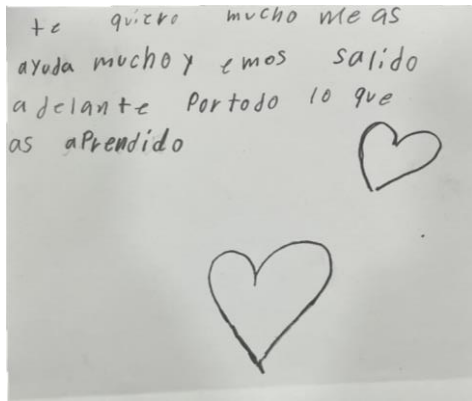 te quiero mucho me as
ayuda mucho y emos salido
adelante por todo lo que
as aprendido